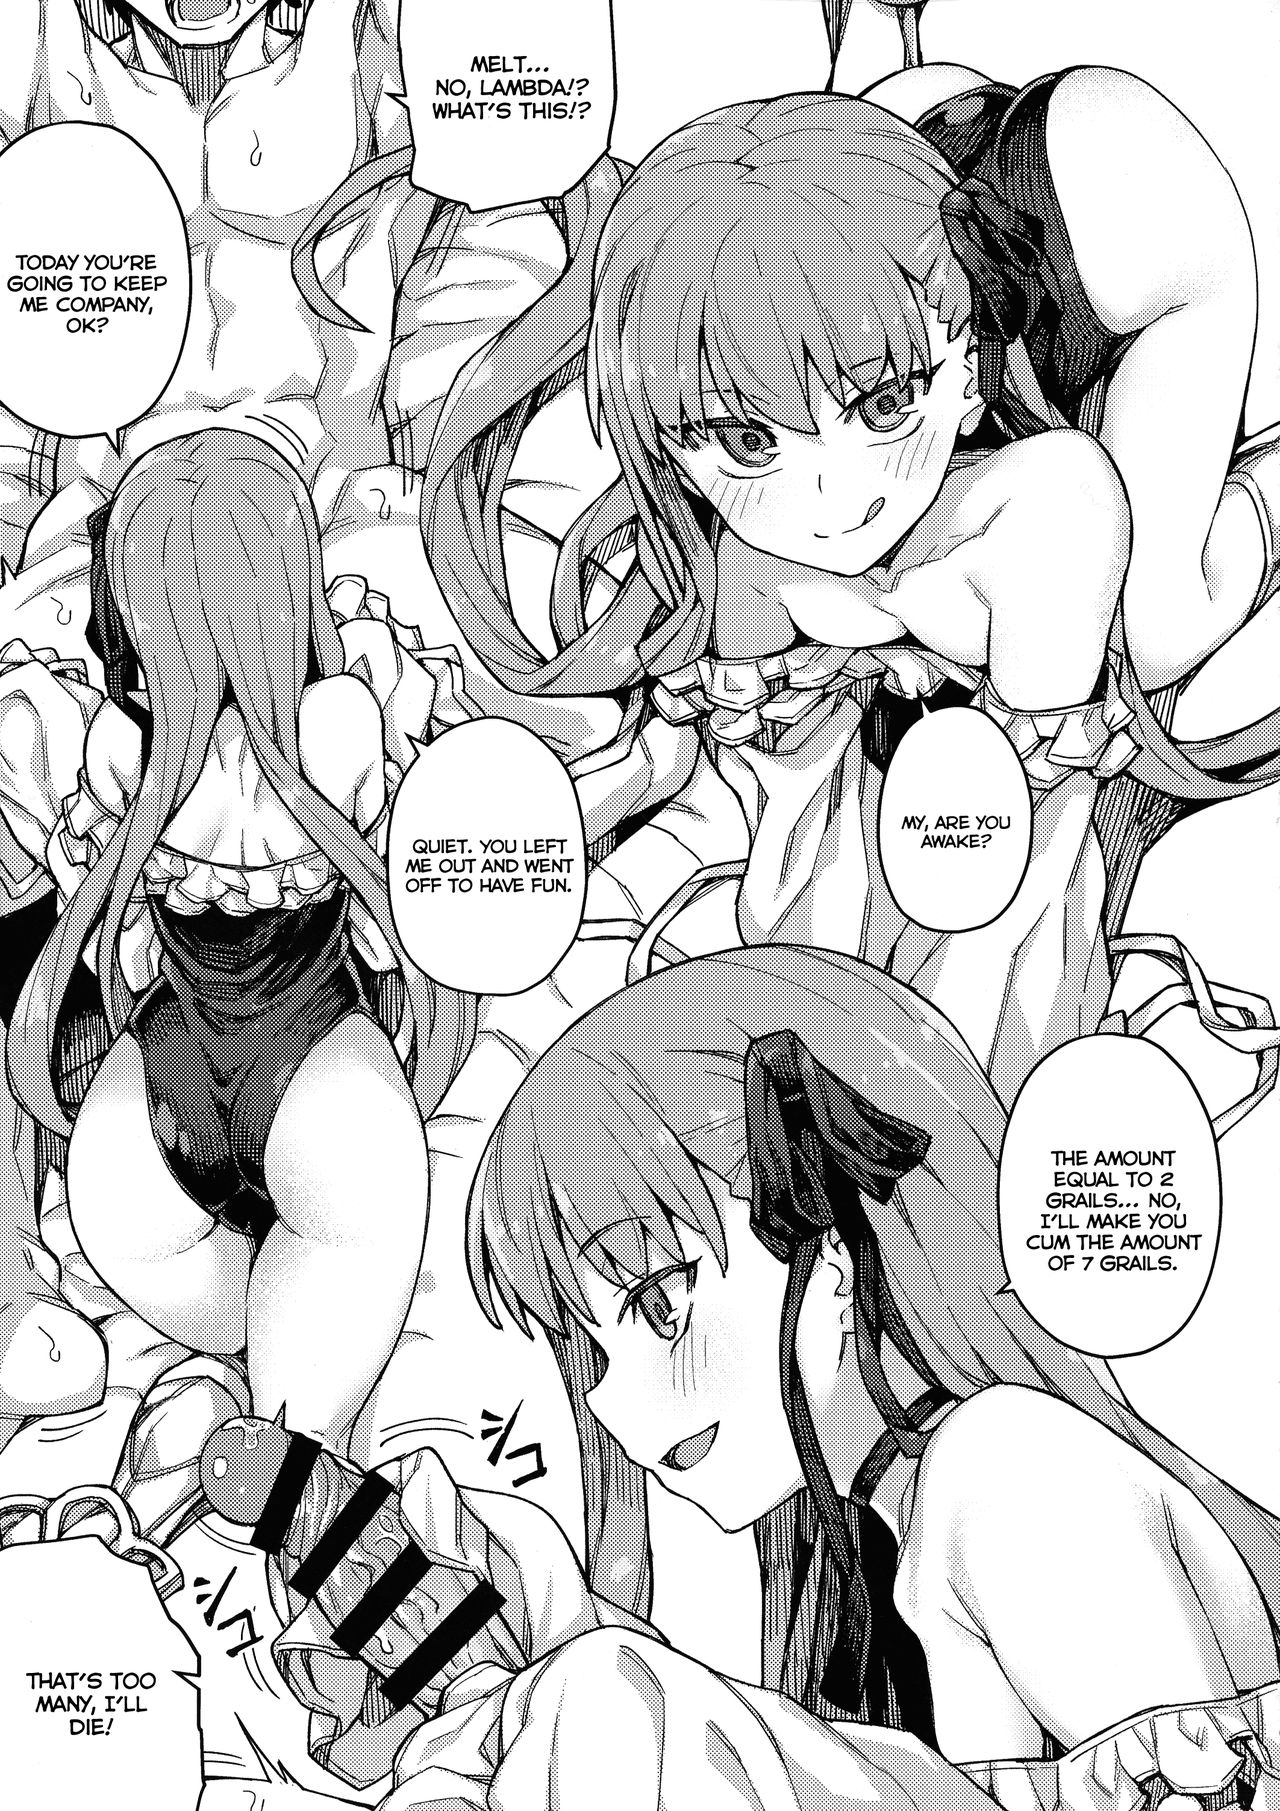 MY, ARE YOU
AWAKE?
MELT...
NO, LAMBDA!?
WHAT'S THIS!?
QUIET. YOU LEFT
ME OUT AND WENT
OFF TO HAVE FUN.
TODAY YOU'RE
GOING TO KEEP
ME COMPANY,
OK?
THE AMOUNT
EQUAL TO 2
GRAILS... NO,
I'LL MAKE YOU
CUM THE AMOUNT
OF 7 GRAILS.
シコ
シコ
THAT'S TOO
MANY, I'LL
DIE!